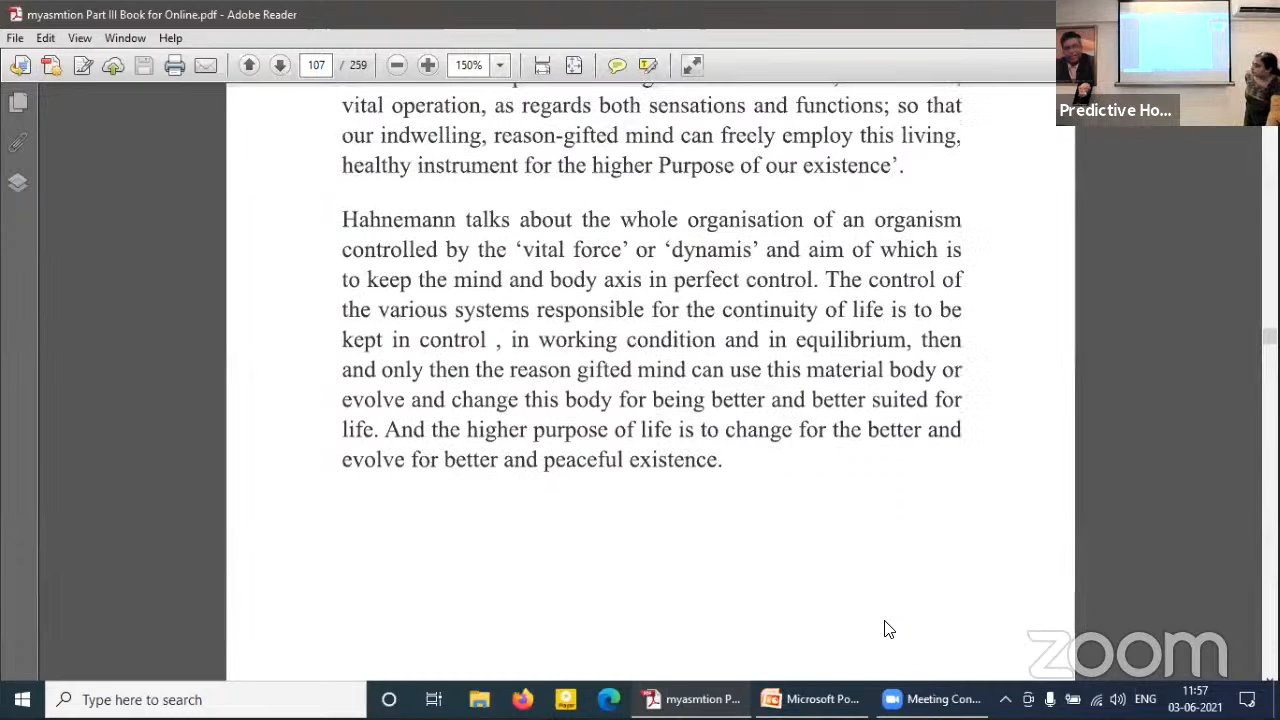 myasmtion Part III Book for Online.pdf - Adobe Reader
File Edit View Window Help
107 / 259 150%
Predictive Ho...
vital operation, as regards both sensations and functions; so that
our indwelling, reason-gifted mind can freely employ this living,
healthy instrument for the higher Purpose of our existence’.
Hahnemann talks about the whole organisation of an organism
controlled by the ‘vital force’ or ‘dynamis’ and aim of which is
to keep the mind and body axis in perfect control. The control of
the various systems responsible for the continuity of life is to be
kept in control , in working condition and in equilibrium, then
and only then the reason gifted mind can use this material body or
evolve and change this body for being better and better suited for
life. And the higher purpose of life is to change for the better and
evolve for better and peaceful existence.
zoom
Type here to search
myasmtion P...
Microsoft Po...
Meeting Con...
ENG
11:57
03-06-2021